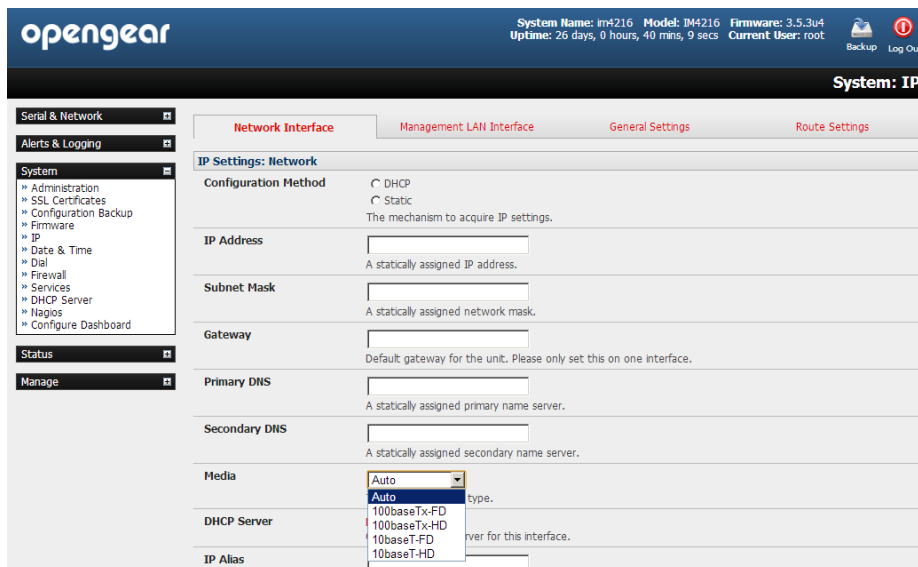 opengear
System Name: im4216 Model: IM4216 Firmware: 3.5.3u4
Uptime: 26 days, 0 hours, 40 mins, 9 secs Current User: root
Backup
Log Ou
System: IP
Serial & Network
Alerts & Logging
System
» Administration
» SSL Certificates
» Configuration Backup
» Firmware
» IP
» Date & Time
» Dial
» Firewall
» Services
» DHCP Server
» Nagios
» Configure Dashboard
Status
Manage
Network Interface
Management LAN Interface
General Settings
Route Settings
IP Settings: Network
Configuration Method
DHCP
Static
The mechanism to acquire IP settings.
IP Address
A statically assigned IP address.
Subnet Mask
A statically assigned network mask.
Gateway
Default gateway for the unit. Please only set this on one interface.
Primary DNS
A statically assigned primary name server.
Secondary DNS
A statically assigned secondary name server.
Media
Auto
Auto
100baseTx-FD
100baseTx-HD
10baseT-FD
10baseT-HD
type.
DHCP Server
rver for this interface.
IP Alias